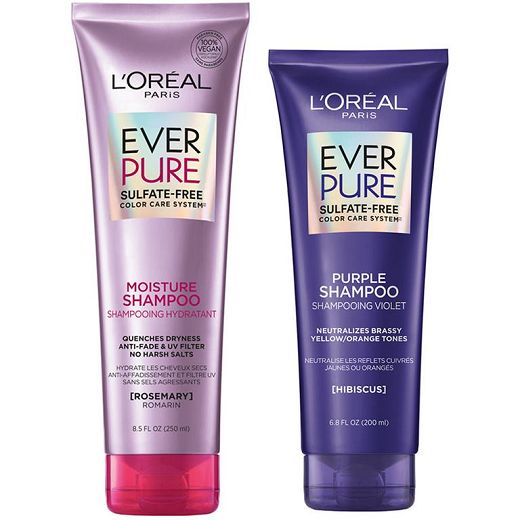 100%
VEGAN
L'ORÉAL
PARIS
EVER
PURE
SULFATE-FREE
COLOR CARE SYSTEM
MOISTURE
SHAMPOO
SHAMPOOING HYDRATANT
QUENCHES DRYNESS
ANTI-FADE & UV FILTER
NO HARSH SALTS
HYDRATE LES CHEVEUX SECS
ANTI-AFFADISSEMENT ET FILTRE UV
SANS SELS AGRESSANTS
[ROSEMARY]
ROMARIN
8.5 FL OZ (250 ml)
L'ORÉAL
PARIS
EVER
PURE
SULFATE-FREE
COLOR CARE SYSTEM
PURPLE
SHAMPOO
SHAMPOOING VIOLET
NEUTRALIZES BRASSY
YELLOW/ORANGE TONES
NEUTRALISE LES REFLETS CUIVRÉS
JAUNES OU ORANGÉS
[HIBISCUS]
6.8 FL OZ (200 ml)